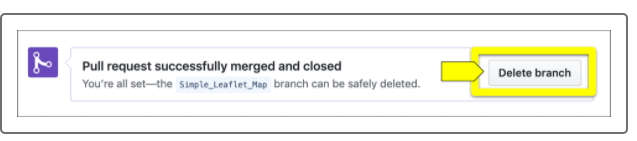 Pull request successfully merged and closed
You're all set—the Simple_Leaflet_Map branch can be safely deleted.
Delete branch